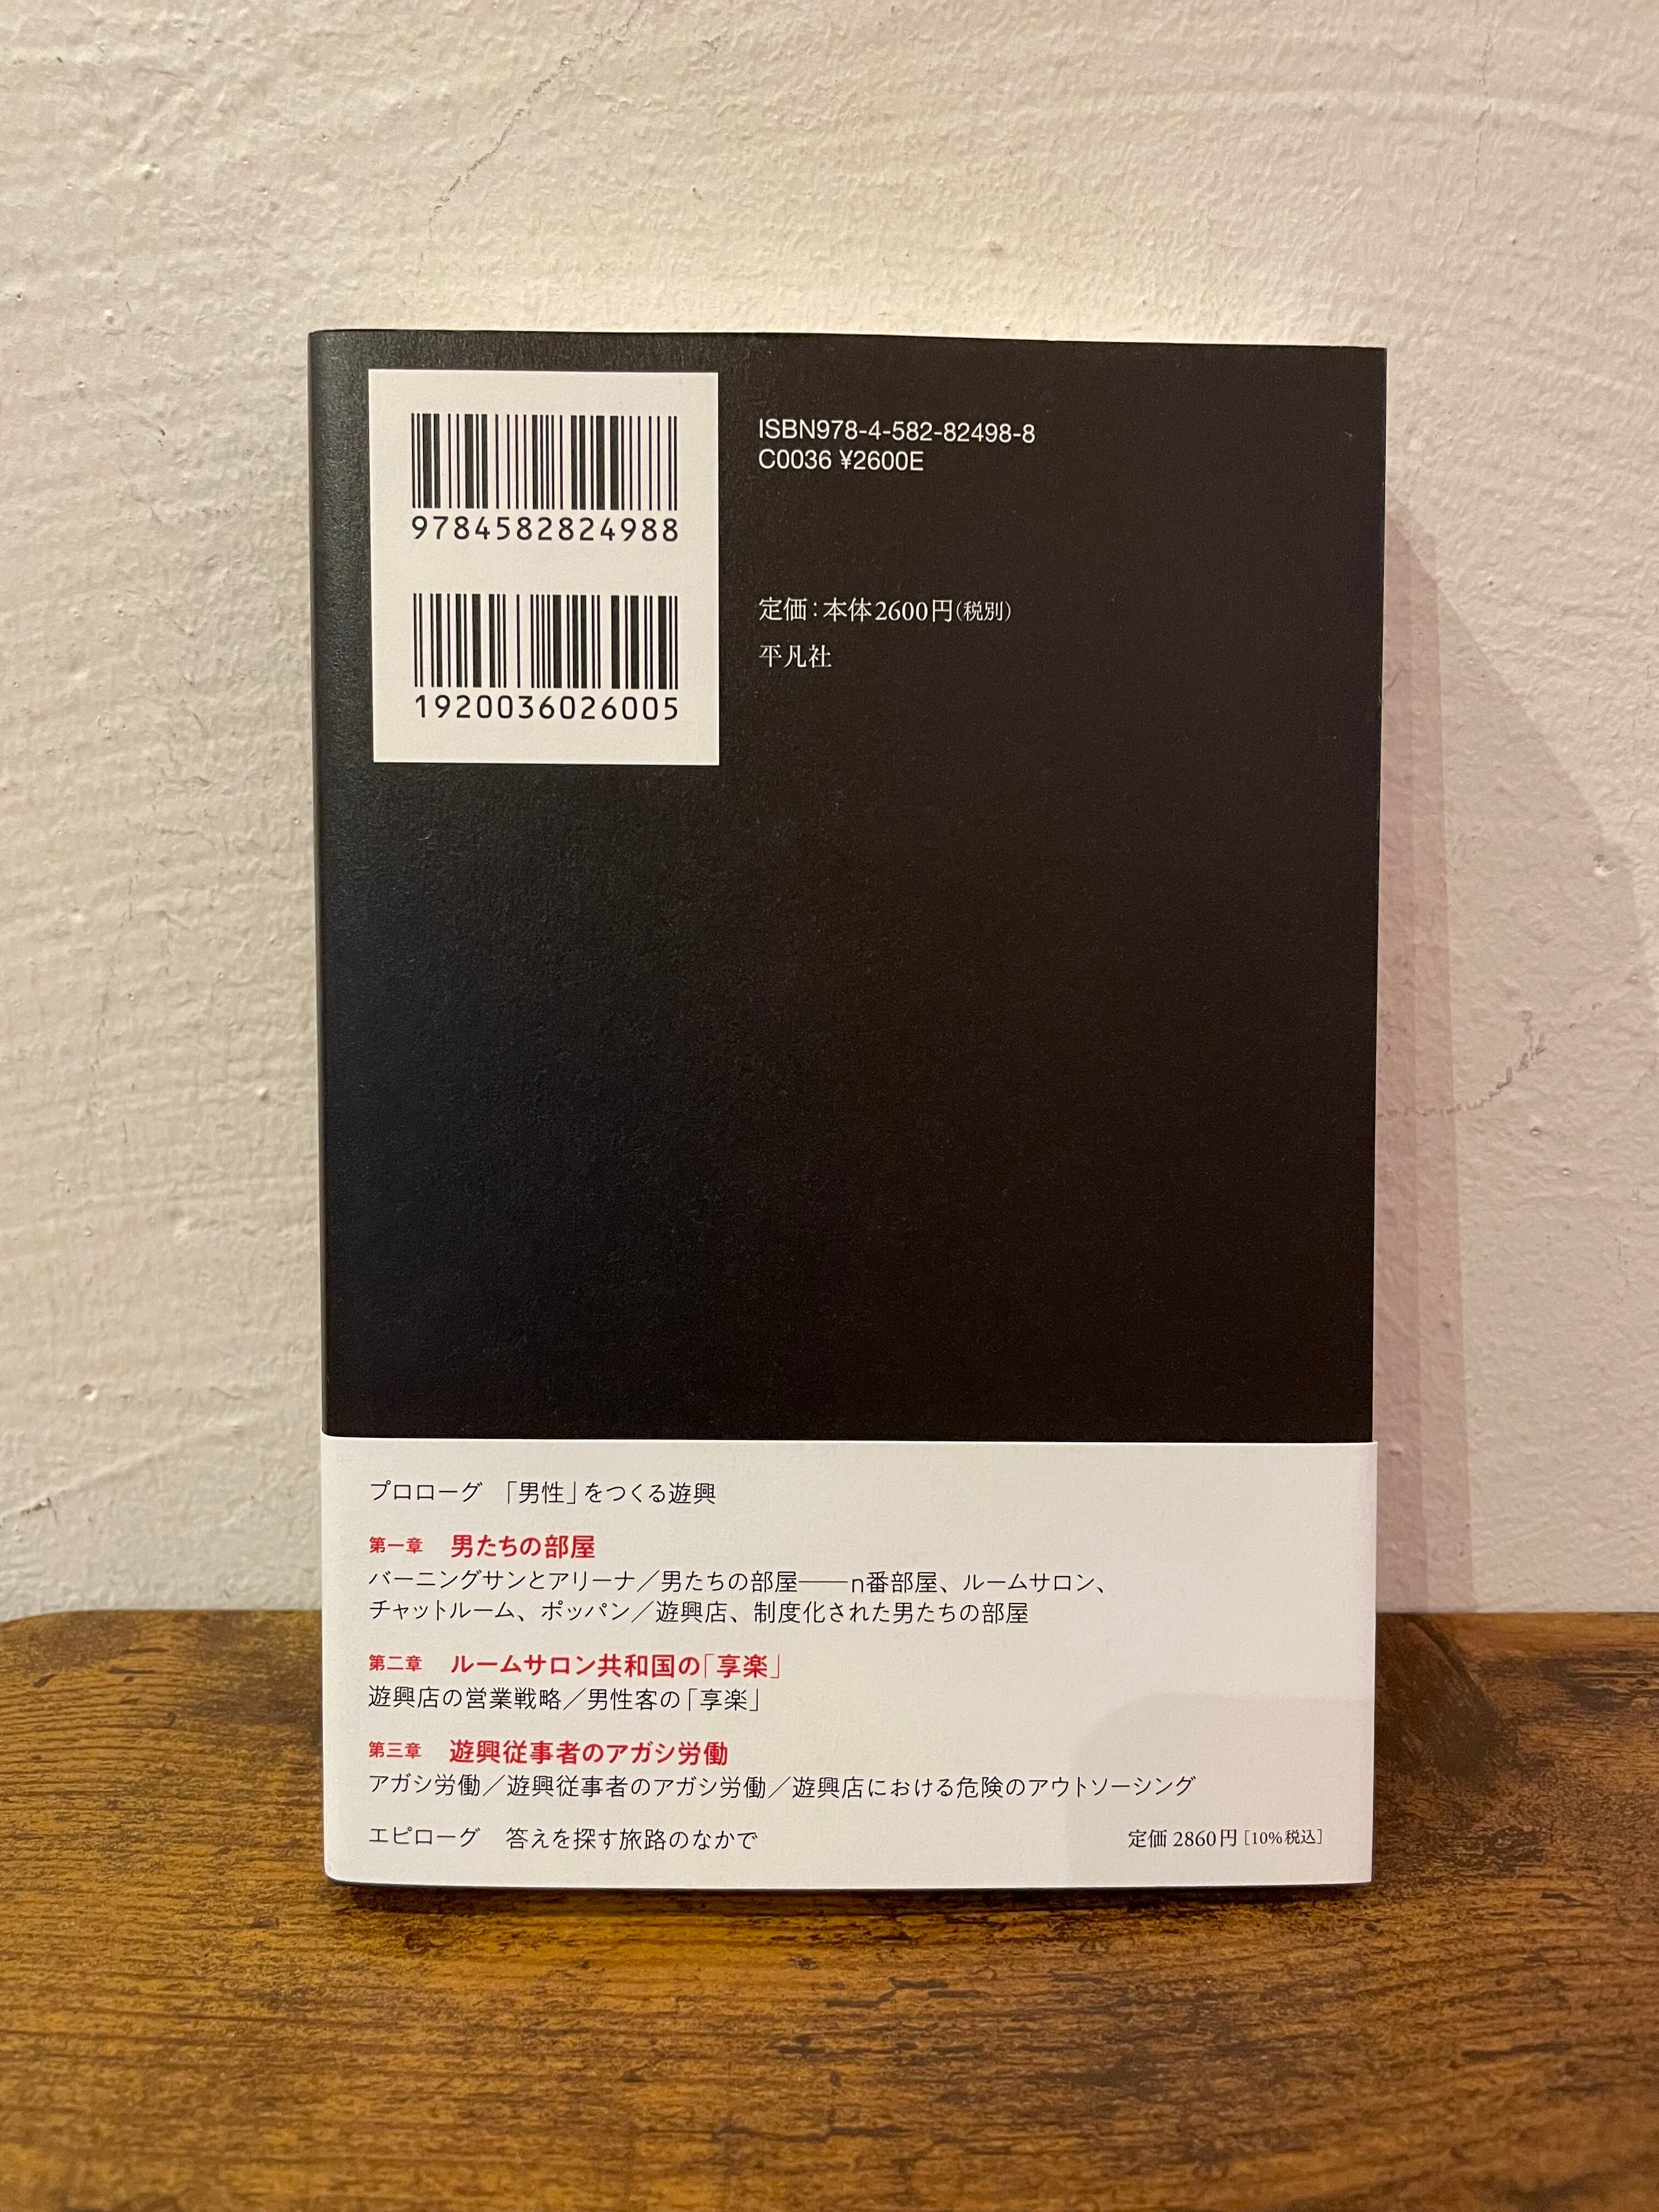 9784582824988
1920036026005
ISBN978-4-582-82498-8
C0036 ¥2600E
定価:本体2600円(税別)
平凡社
プロローグ 「男性」をつくる遊興
第一章 男たちの部屋
バーニングサンとアリーナ／男たちの部屋――n番部屋、ルームサロン、
チャットルーム、ポッパン／遊興店、制度化された男たちの部屋
第二章 ルームサロン共和国の「享楽」
遊興店の営業戦略／男性客の「享楽」
第三章 遊興従事者のアガシ労働
アガシ労働／遊興従事者のアガシ労働／遊興店における危険のアウトソーシング
エピローグ 答えを探す旅路のなかで
定価 2860円[10%税込]